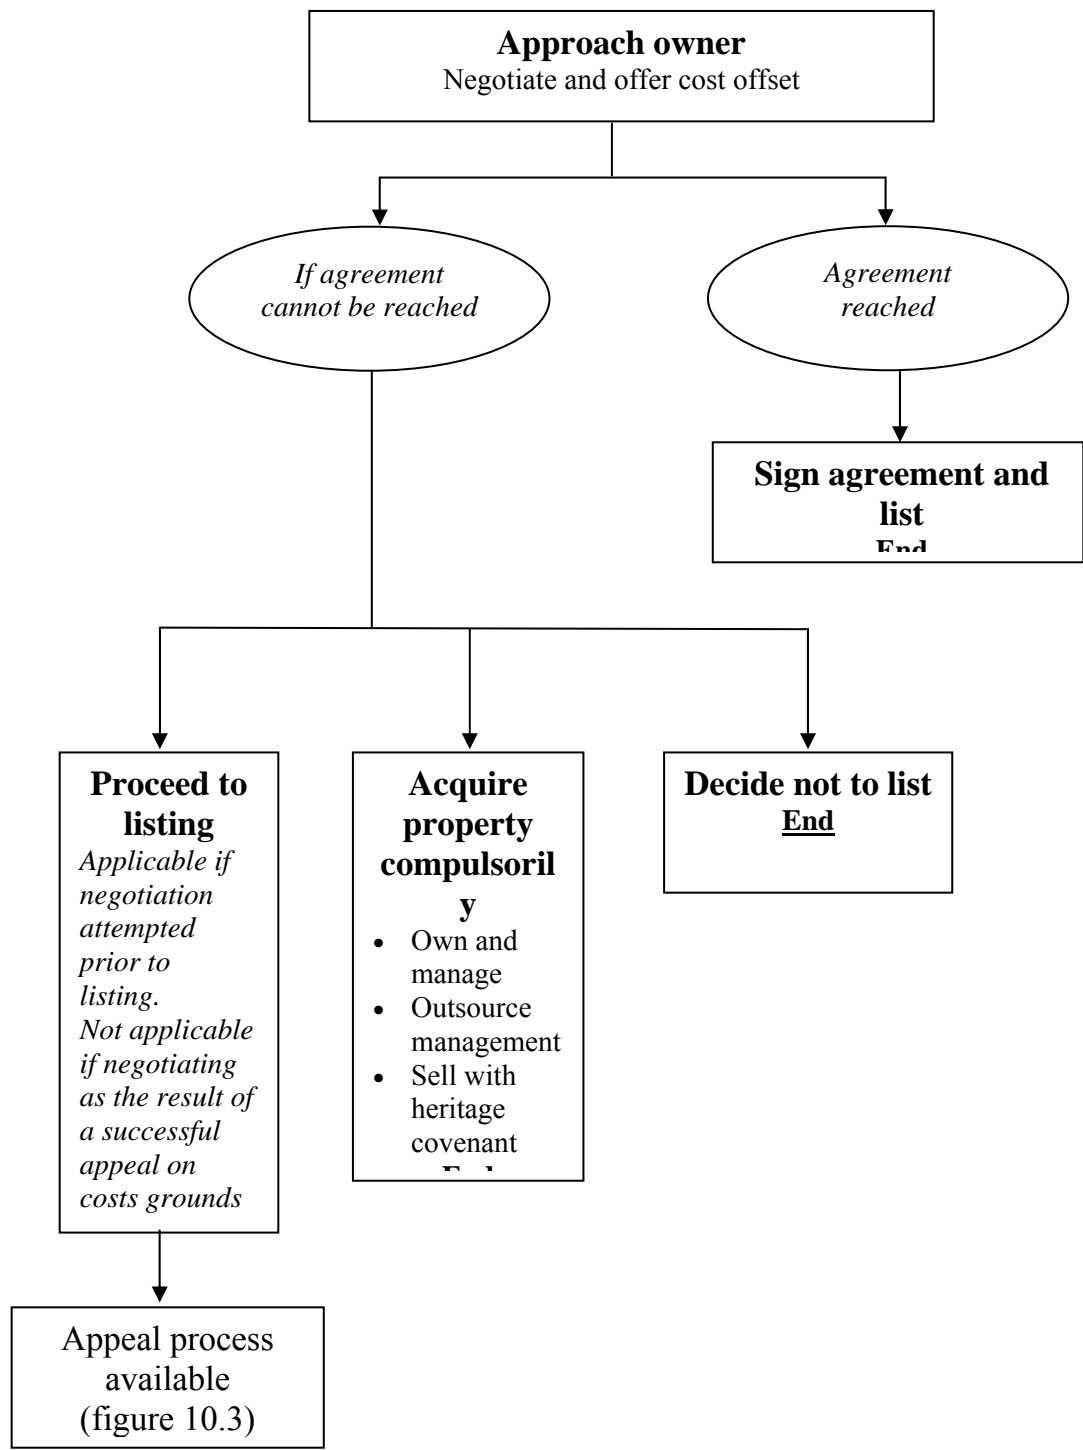 Approach owner
Negotiate and offer cost offset
If agreement
cannot be reached
Agreement
reached
Sign agreement and
list
End
Proceed to
listing
Applicable if
negotiation
attempted
prior to
listing.
Not applicable
if negotiating
as the result of
a successful
appeal on
costs grounds
Acquire
property
compulsoril
y
• Own and
manage
• Outsource
management
• Sell with
heritage
covenant
End
Decide not to list
End
Appeal process
available
(figure 10.3)